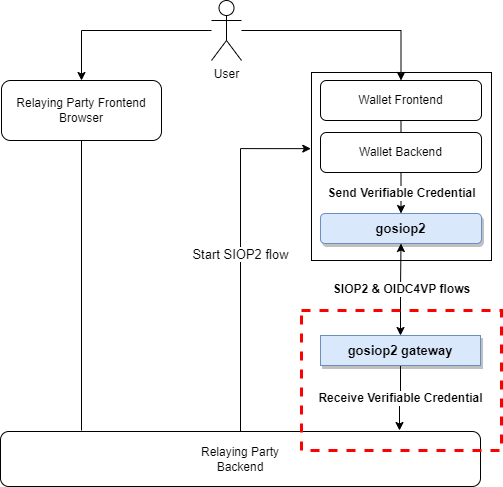 User
Relaying Party Frontend
Browser
Wallet Frontend
Wallet Backend
Send Verifiable Credential
gosiop2
Start SIOP2 flow
SIOP2 & OIDC4VP flows
gosiop2 gateway
Receive Verifiable Credential
Relaying Party
Backend